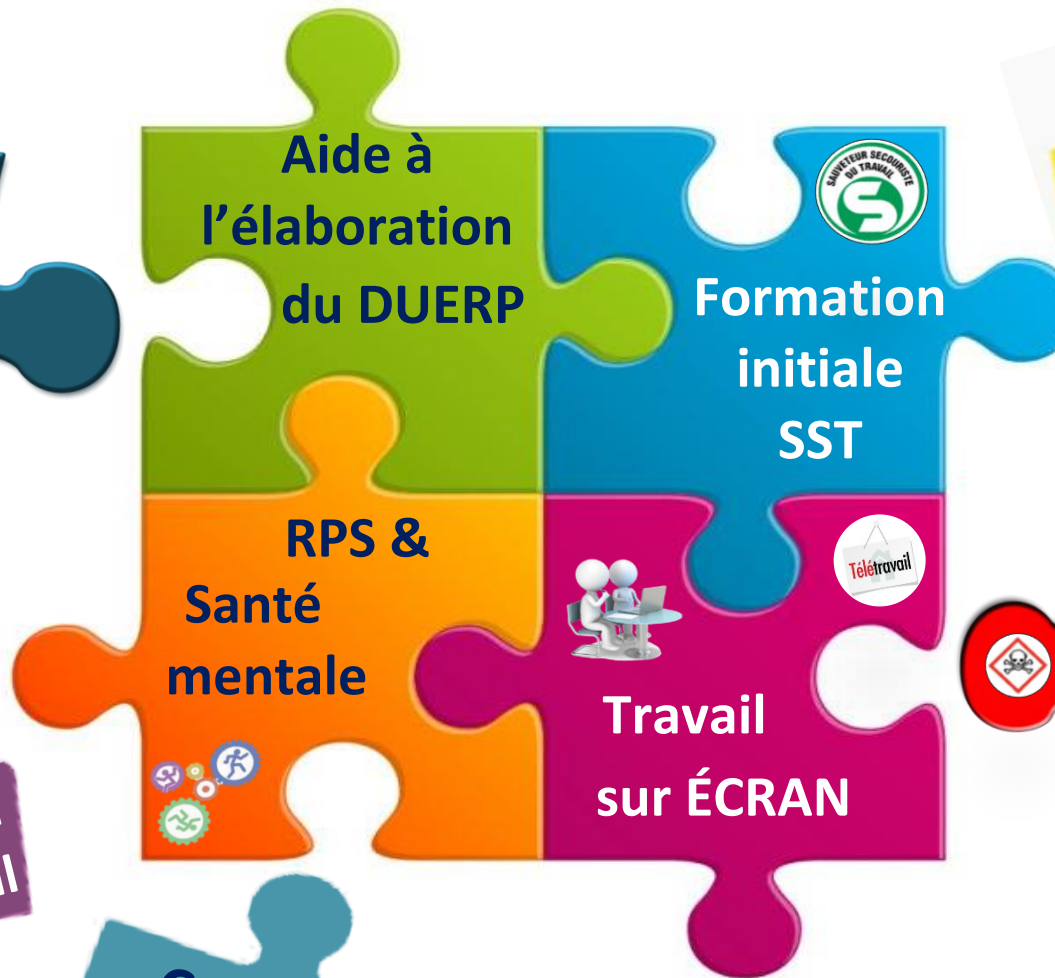 Aide à
l’élaboration
du DUERP
SAUVETEUR SECOURISTE
DU TRAVAIL
Formation
initiale
SST
RPS &
Santé
mentale
Télétravail
Travail
sur ÉCRAN